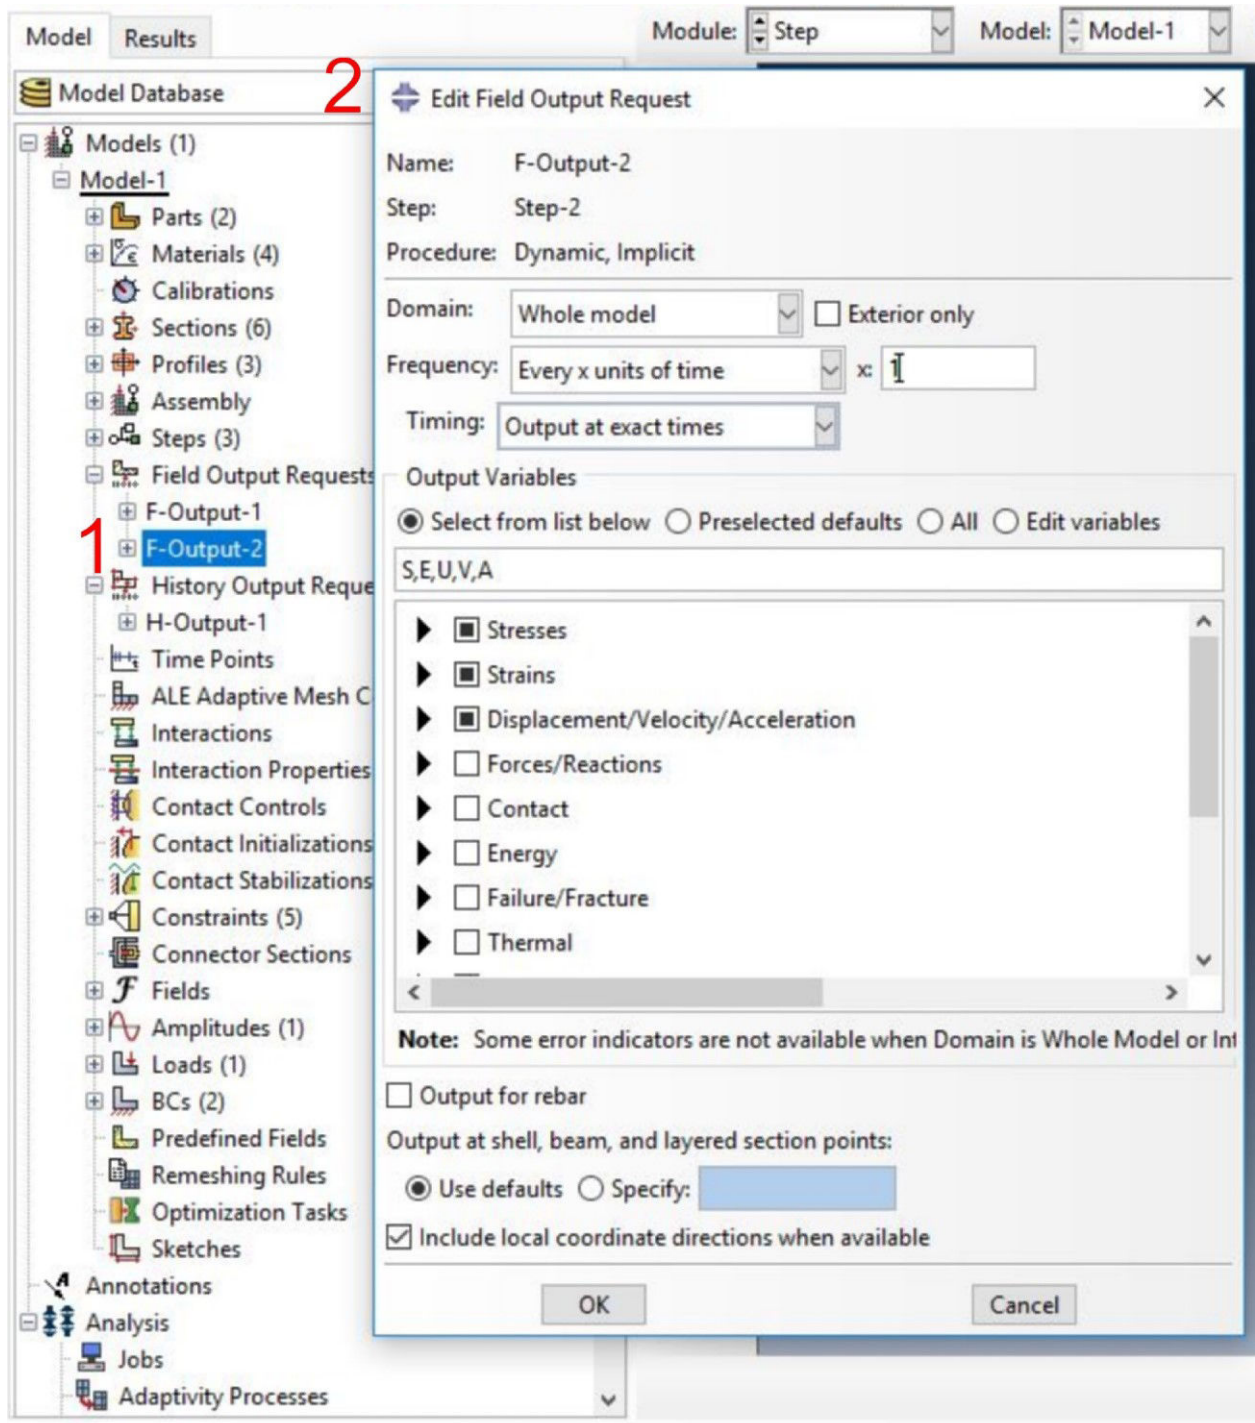 Model Results
Module: Step Model: Model-1
Model Database
2
Models (1)
Model-1
Parts (2)
Materials (4)
Calibrations
Sections (6)
Profiles (3)
Assembly
Steps (3)
Field Output Requests
F-Output-1
1
F-Output-2
History Output Reque
H-Output-1
Time Points
ALE Adaptive Mesh C
Interactions
Interaction Properties
Contact Controls
Contact Initializations
Contact Stabilizations
Constraints (5)
Connector Sections
Fields
Amplitudes (1)
Loads (1)
BCs (2)
Predefined Fields
Remeshing Rules
Optimization Tasks
Sketches
Annotations
Analysis
Jobs
Adaptivity Processes
Edit Field Output Request
Name: F-Output-2
Step: Step-2
Procedure: Dynamic, Implicit
Domain: Whole model Exterior only
Frequency: Every x units of time x: 1
Timing: Output at exact times
Output Variables
Select from list below Preselected defaults All Edit variables
S,E,U,V,A
Stresses
Strains
Displacement/Velocity/Acceleration
Forces/Reactions
Contact
Energy
Failure/Fracture
Thermal
Note: Some error indicators are not available when Domain is Whole Model or Int
Output for rebar
Output at shell, beam, and layered section points:
Use defaults Specify:
Include local coordinate directions when available
OK Cancel